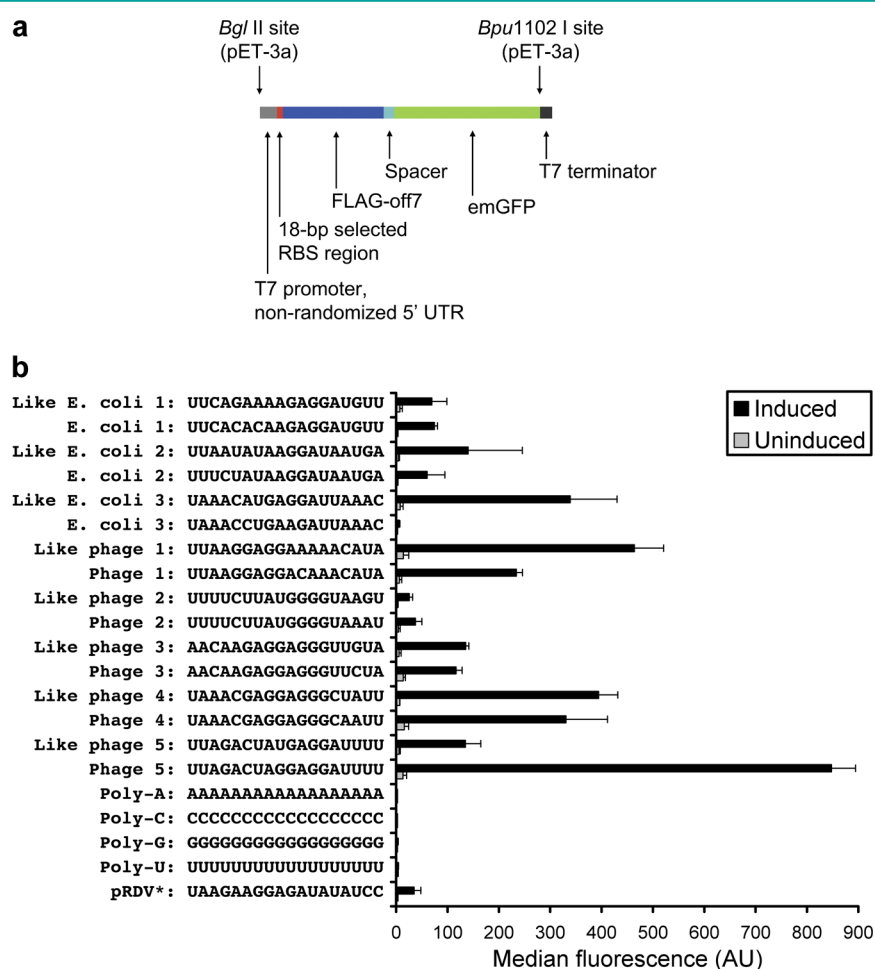 a
Bgl II site
(pET-3a)
Bpu1102 I site
(pET-3a)
Spacer
T7 terminator
FLAG-off7
emGFP
18-bp selected
RBS region
T7 promoter,
non-randomized 5' UTR
b
Induced
Uninduced
Like E. coli 1: UUCAGAAAAGAGGAUGUU
E. coli 1: UUCACACAAGAGGAUGUU
Like E. coli 2: UUAAUAUAAGGAUAAUGA
E. coli 2: UUUCUAUAAGGAUAAUGA
Like E. coli 3: UAAACAUGAGGAUUAAAC
E. coli 3: UAAACCUGAAGAUUAAAC
Like phage 1: UUAAGGAGGAAAAACAUA
Phage 1: UUAAGGAGGACAAACAUA
Like phage 2: UUUUCUUAUGGGGUAAGU
Phage 2: UUUUCUUAUGGGGUAAAU
Like phage 3: AACAAGAGGAGGGUUGUA
Phage 3: AACAAGAGGAGGGUUCUA
Like phage 4: UAAACGAGGAGGGCUAUU
Phage 4: UAAACGAGGAGGGCAAUU
Like phage 5: UUAGACUAUGAGGAUUUU
Phage 5: UUAGACUAGGAGGAUUUU
Poly-A: AAAAAAAAAAAAAAAAAA
Poly-C: CCCCCCCCCCCCCCCCCC
Poly-G: GGGGGGGGGGGGGGGGGG
Poly-U: UUUUUUUUUUUUUUUUUU
pRDV*: UAAGAAGGAGAUAUAUCC
0 100 200 300 400 500 600 700 800 900
Median fluorescence (AU)